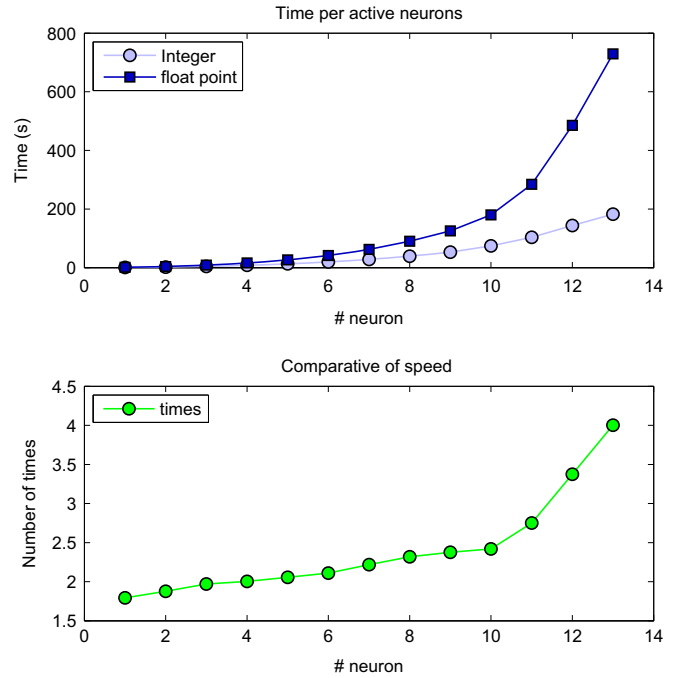 Time per active neurons
800
600
400
200
0
Time (s)
Integer
float point
0 2 4 6 8 10 12 14
# neuron
Comparative of speed
4.5
4
3.5
3
2.5
2
1.5
Number of times
times
0 2 4 6 8 10 12 14
# neuron